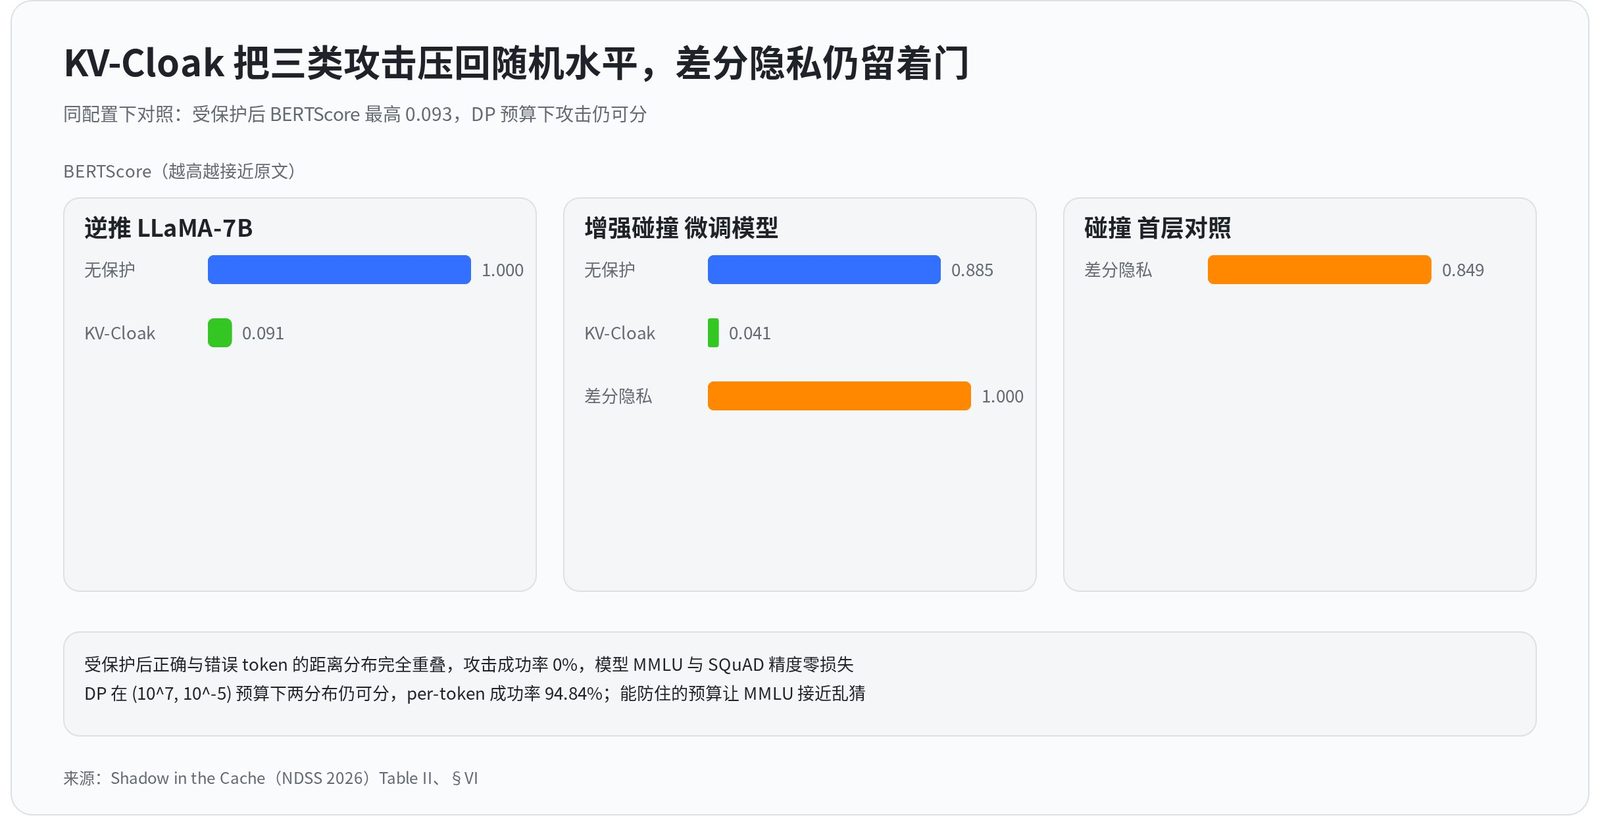 KV-Cloak 把三类攻击压回随机水平，差分隐私仍留着门
同配置下对照：受保护后 BERTScore 最高 0.093，DP 预算下攻击仍可分
BERTScore（越高越接近原文）
逆推 LLaMA-7B
无保护 1.000
KV-Cloak 0.091
增强碰撞 微调模型
无保护 0.885
KV-Cloak 0.041
差分隐私 1.000
碰撞 首层对照
差分隐私 0.849
受保护后正确与错误 token 的距离分布完全重叠，攻击成功率 0%，模型 MMLU 与 SQuAD 精度零损失
DP 在 (10^7, 10^-5) 预算下两分布仍可分，per-token 成功率 94.84%；能防住的预算让 MMLU 接近乱猜
来源：Shadow in the Cache（NDSS 2026）Table II、§VI